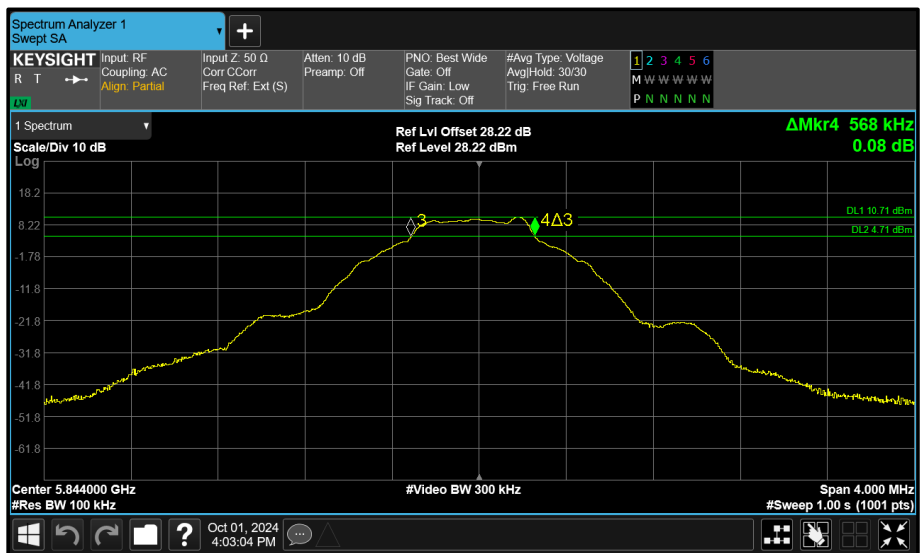 Spectrum Analyzer 1
Swept SA
+
KEYSIGHT
R T
LXI
Input: RF
Coupling: AC
Align: Partial
Input Z: 50 Ω
Corr CCorr
Freq Ref: Ext (S)
Atten: 10 dB
Preamp: Off
PNO: Best Wide
Gate: Off
IF Gain: Low
Sig Track: Off
#Avg Type: Voltage
Avg|Hold: 30/30
Trig: Free Run
1 2 3 4 5 6
M W W W W W
P N N N N N
1 Spectrum
Scale/Div 10 dB
Ref Lvl Offset 28.22 dB
Ref Level 28.22 dBm
ΔMkr4 568 kHz
0.08 dB
Log
18.2
8.22
-1.78
-11.8
-21.8
-31.8
-41.8
-51.8
-61.8
3
4Δ3
DL1 10.71 dBm
DL2 4.71 dBm
Center 5.844000 GHz
#Res BW 100 kHz
#Video BW 300 kHz
Span 4.000 MHz
#Sweep 1.00 s (1001 pts)
?
Oct 01, 2024
4:03:04 PM